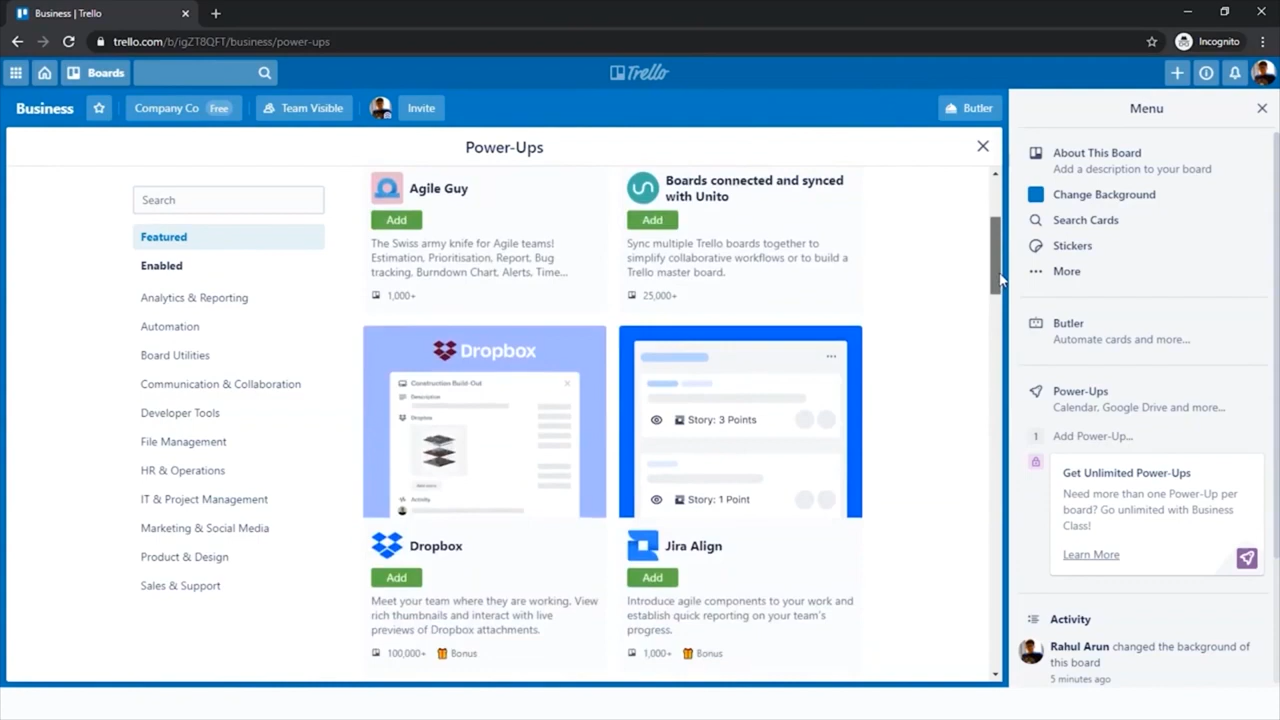 Business | Trello
trello.com/b/igZT8QFT/business/power-ups
Incognito
Boards
Trello
Business
Company Co Free
Team Visible
Invite
Butler
Power-Ups
Search
Featured
Enabled
Analytics & Reporting
Automation
Board Utilities
Communication & Collaboration
Developer Tools
File Management
HR & Operations
IT & Project Management
Marketing & Social Media
Product & Design
Sales & Support
Agile Guy
Add
The Swiss army knife for Agile teams!
Estimation, Prioritisation, Report, Bug
tracking, Burndown Chart, Alerts, Time...
1,000+
Boards connected and synced
with Unito
Add
Sync multiple Trello boards together to
simplify collaborative workflows or to build a
Trello master board.
25,000+
Dropbox
Construction Build-Out
Description
Dropbox
Activity
Dropbox
Add
Meet your team where they are working. View
rich thumbnails and interact with live
previews of Dropbox attachments.
100,000+ Bonus
Story: 3 Points
Story: 1 Point
Jira Align
Add
Introduce agile components to your work and
establish quick reporting on your team's
progress.
1,000+ Bonus
Menu
About This Board
Add a description to your board
Change Background
Search Cards
Stickers
More
Butler
Automate cards and more...
Power-Ups
Calendar, Google Drive and more...
1 Add Power-Up...
Get Unlimited Power-Ups
Need more than one Power-Up per
board? Go unlimited with Business
Class!
Learn More
Activity
Rahul Arun changed the background of
this board
5 minutes ago